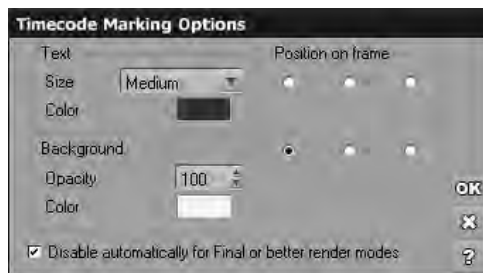 Timecode Marking Options
Text Position on frame
Size Medium
Color
Background
Opacity 100
Color
OK
Disable automatically for Final or better render modes
?